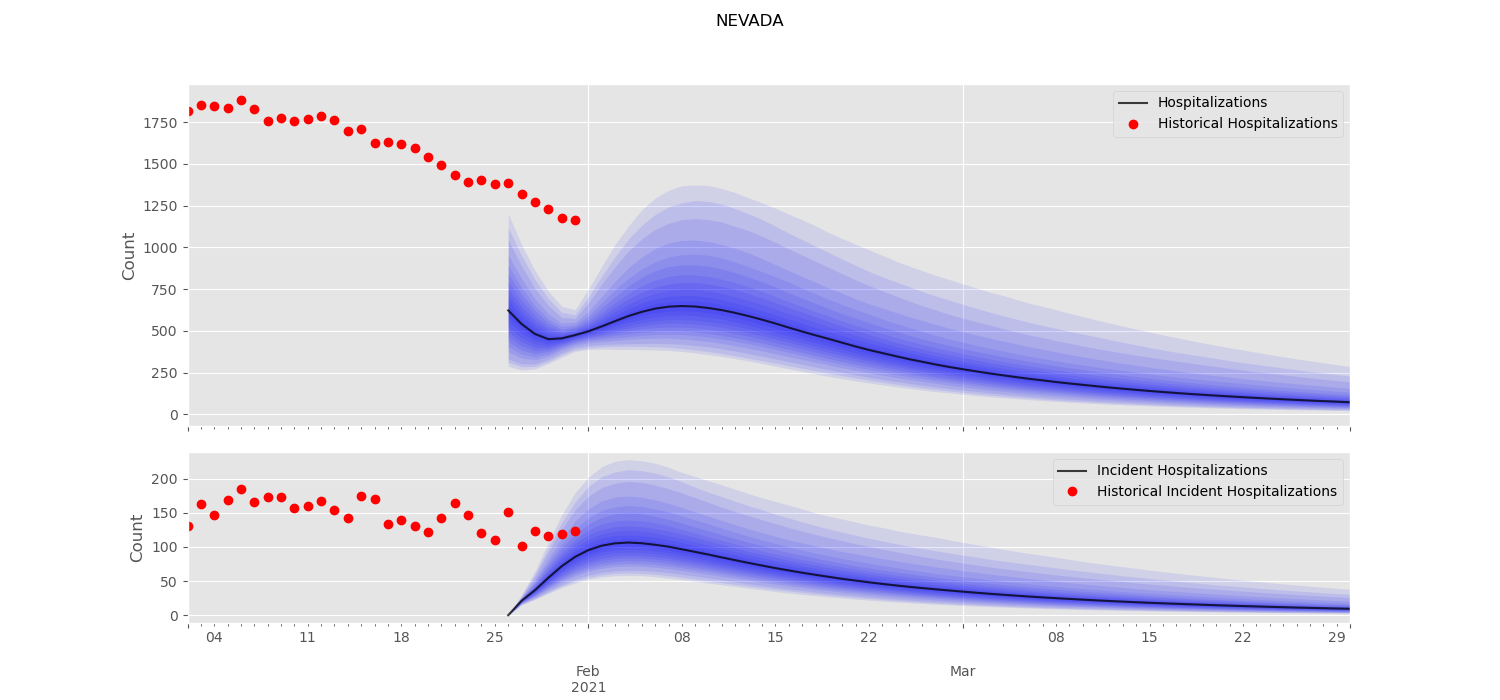 NEVADA
Hospitalizations
Historical Hospitalizations
1750
1500
1250
1000
750
500
250
0
Count
Incident Hospitalizations
Historical Incident Hospitalizations
200
150
100
50
0
Count
04 11 18 25 08 15 22 08 15 22 29
Feb Mar
2021